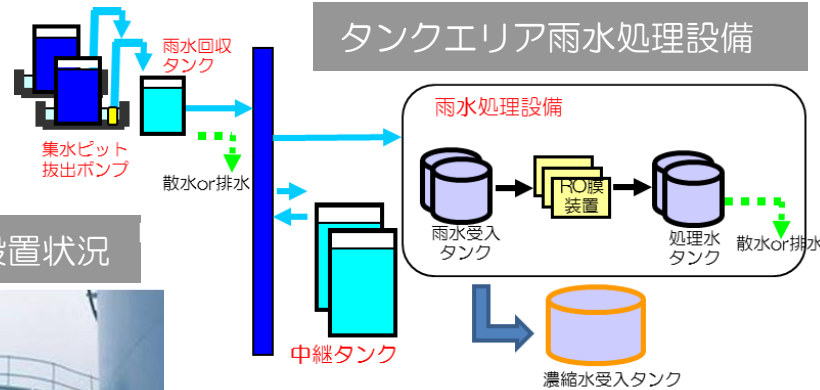 タンクエリア雨水処理設備
雨水回収
タンク
集水ピット
抜出ポンプ
散水or排水
雨水処理設備
RO膜
装置
雨水受入
タンク
処理水
タンク
散水or排水
置状況
中継タンク
濃縮水受入タンク